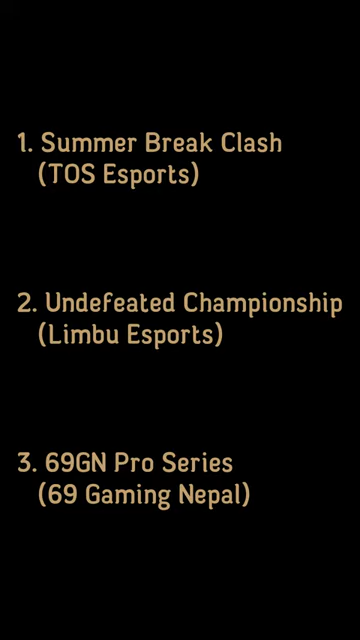 1. Summer Break Clash
(TOS Esports)
2. Undefeated Championship
(Limbu Esports)
3. 69GN Pro Series
(69 Gaming Nepal)